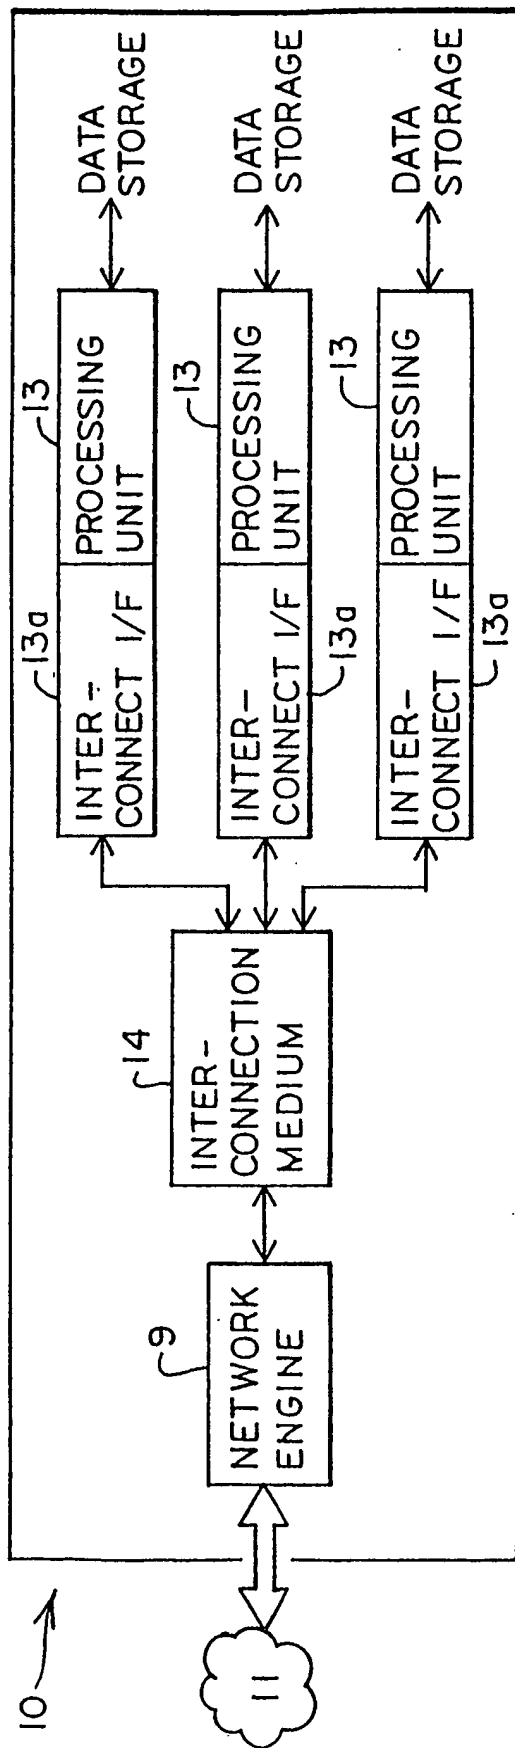 10
11
9
NETWORK
ENGINE
14
INTER-
CONNECTION
MEDIUM
13a
INTER-
CONNECT I/F
13
PROCESSING
UNIT
DATA
STORAGE
INTER-
CONNECT I/F
13a
13
PROCESSING
UNIT
DATA
STORAGE
INTER-
CONNECT I/F
13a
13
PROCESSING
UNIT
DATA
STORAGE